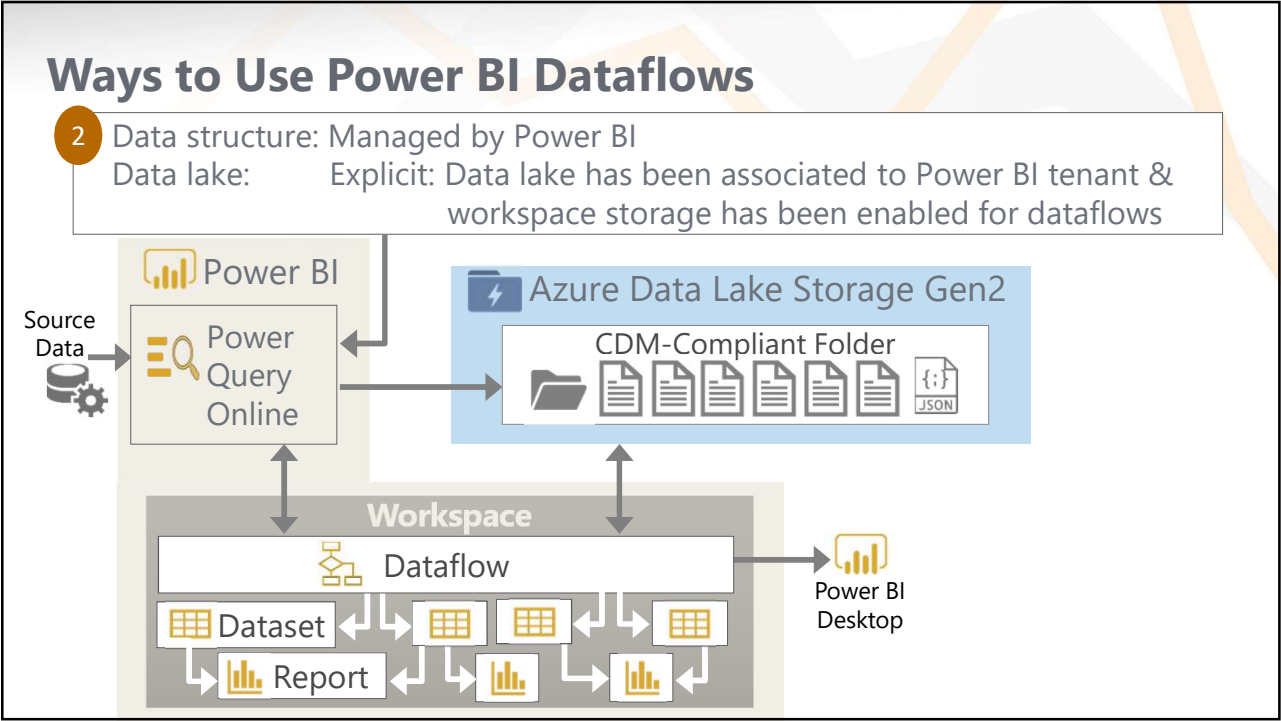 Ways to Use Power BI Dataflows
2
Data structure: Managed by Power BI
Data lake: Explicit: Data lake has been associated to Power BI tenant &
workspace storage has been enabled for dataflows
Power BI
Azure Data Lake Storage Gen2
Source
Data
Power
Query
Online
CDM-Compliant Folder
{:}
JSON
Workspace
Dataflow
Power BI
Desktop
Dataset
Report